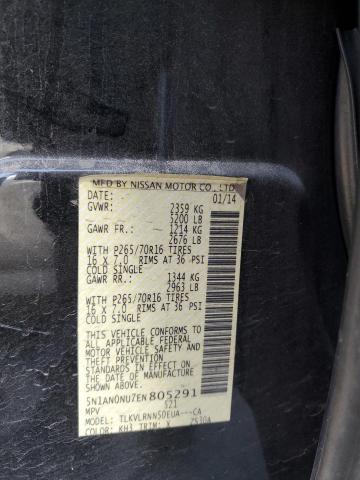 MFD BY NISSAN MOTOR CO., LTD
DATE: 01/14
GVWR: 2359 KG
5200 LB
GAWR FR.: 1214 KG
2676 LB
WITH P265/70R16 TIRES
16 X 7.0 RIMS AT 36 PSI
COLD SINGLE
GAWR RR.: 1344 KG
2963 LB
WITH P265/70R16 TIRES
16 X 7.0 RIMS AT 36 PSI
COLD SINGLE
THIS VEHICLE CONFORMS TO
ALL APPLICABLE FEDERAL
MOTOR VEHICLE SAFETY AND
THEFT PREVENTION STANDARDS
IN EFFECT ON THE DATE OF
MANUFACTURE SHOWN ABOVE.
5N1AN0NU7EN805291
MPV S21
MODEL: TLKVLRNN50EUA---CA
COLOR: KH3 TRIM: X